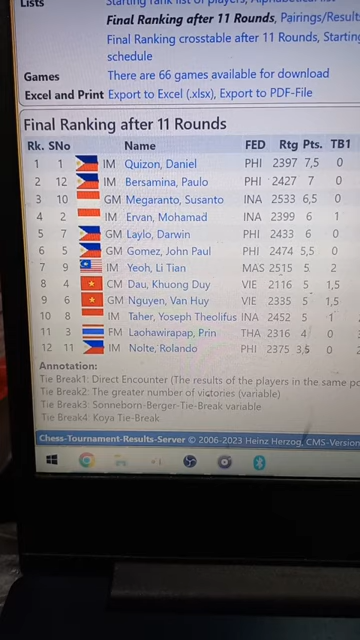 Lists
Final Ranking after 11 Rounds, Pairings/Results
Final Ranking crosstable after 11 Rounds, Starting
schedule
Games There are 66 games available for download
Excel and Print Export to Excel (.xlsx), Export to PDF-File
Final Ranking after 11 Rounds
Rk. SNo Name FED Rtg Pts. TB1
1 1 IM Quizon, Daniel PHI 2397 7,5 0
2 12 IM Bersamina, Paulo PHI 2427 7 0
3 10 GM Megaranto, Susanto INA 2533 6,5 0
4 2 IM Ervan, Mohamad INA 2399 6 1
5 7 GM Laylo, Darwin PHI 2433 6 0
6 5 GM Gomez, John Paul PHI 2474 5,5 0
7 9 IM Yeoh, Li Tian MAS 2515 5 2
8 4 CM Dau, Khuong Duy VIE 2116 5 1,5
9 6 GM Nguyen, Van Huy VIE 2335 5 1,5
10 8 IM Taher, Yoseph Theolifus INA 2452 5 1
11 3 FM Laohawirapap, Prin THA 2316 4 0
12 11 IM Nolte, Rolando PHI 2375 3,5 0
Annotation:
Tie Break1: Direct Encounter (The results of the players in the same po
Tie Break2: The greater number of victories (variable)
Tie Break3: Sonneborn-Berger-Tie-Break variable
Tie Break4: Koya Tie-Break
Chess-Tournament-Results-Server © 2006-2023 Heinz Herzog, CMS-Version